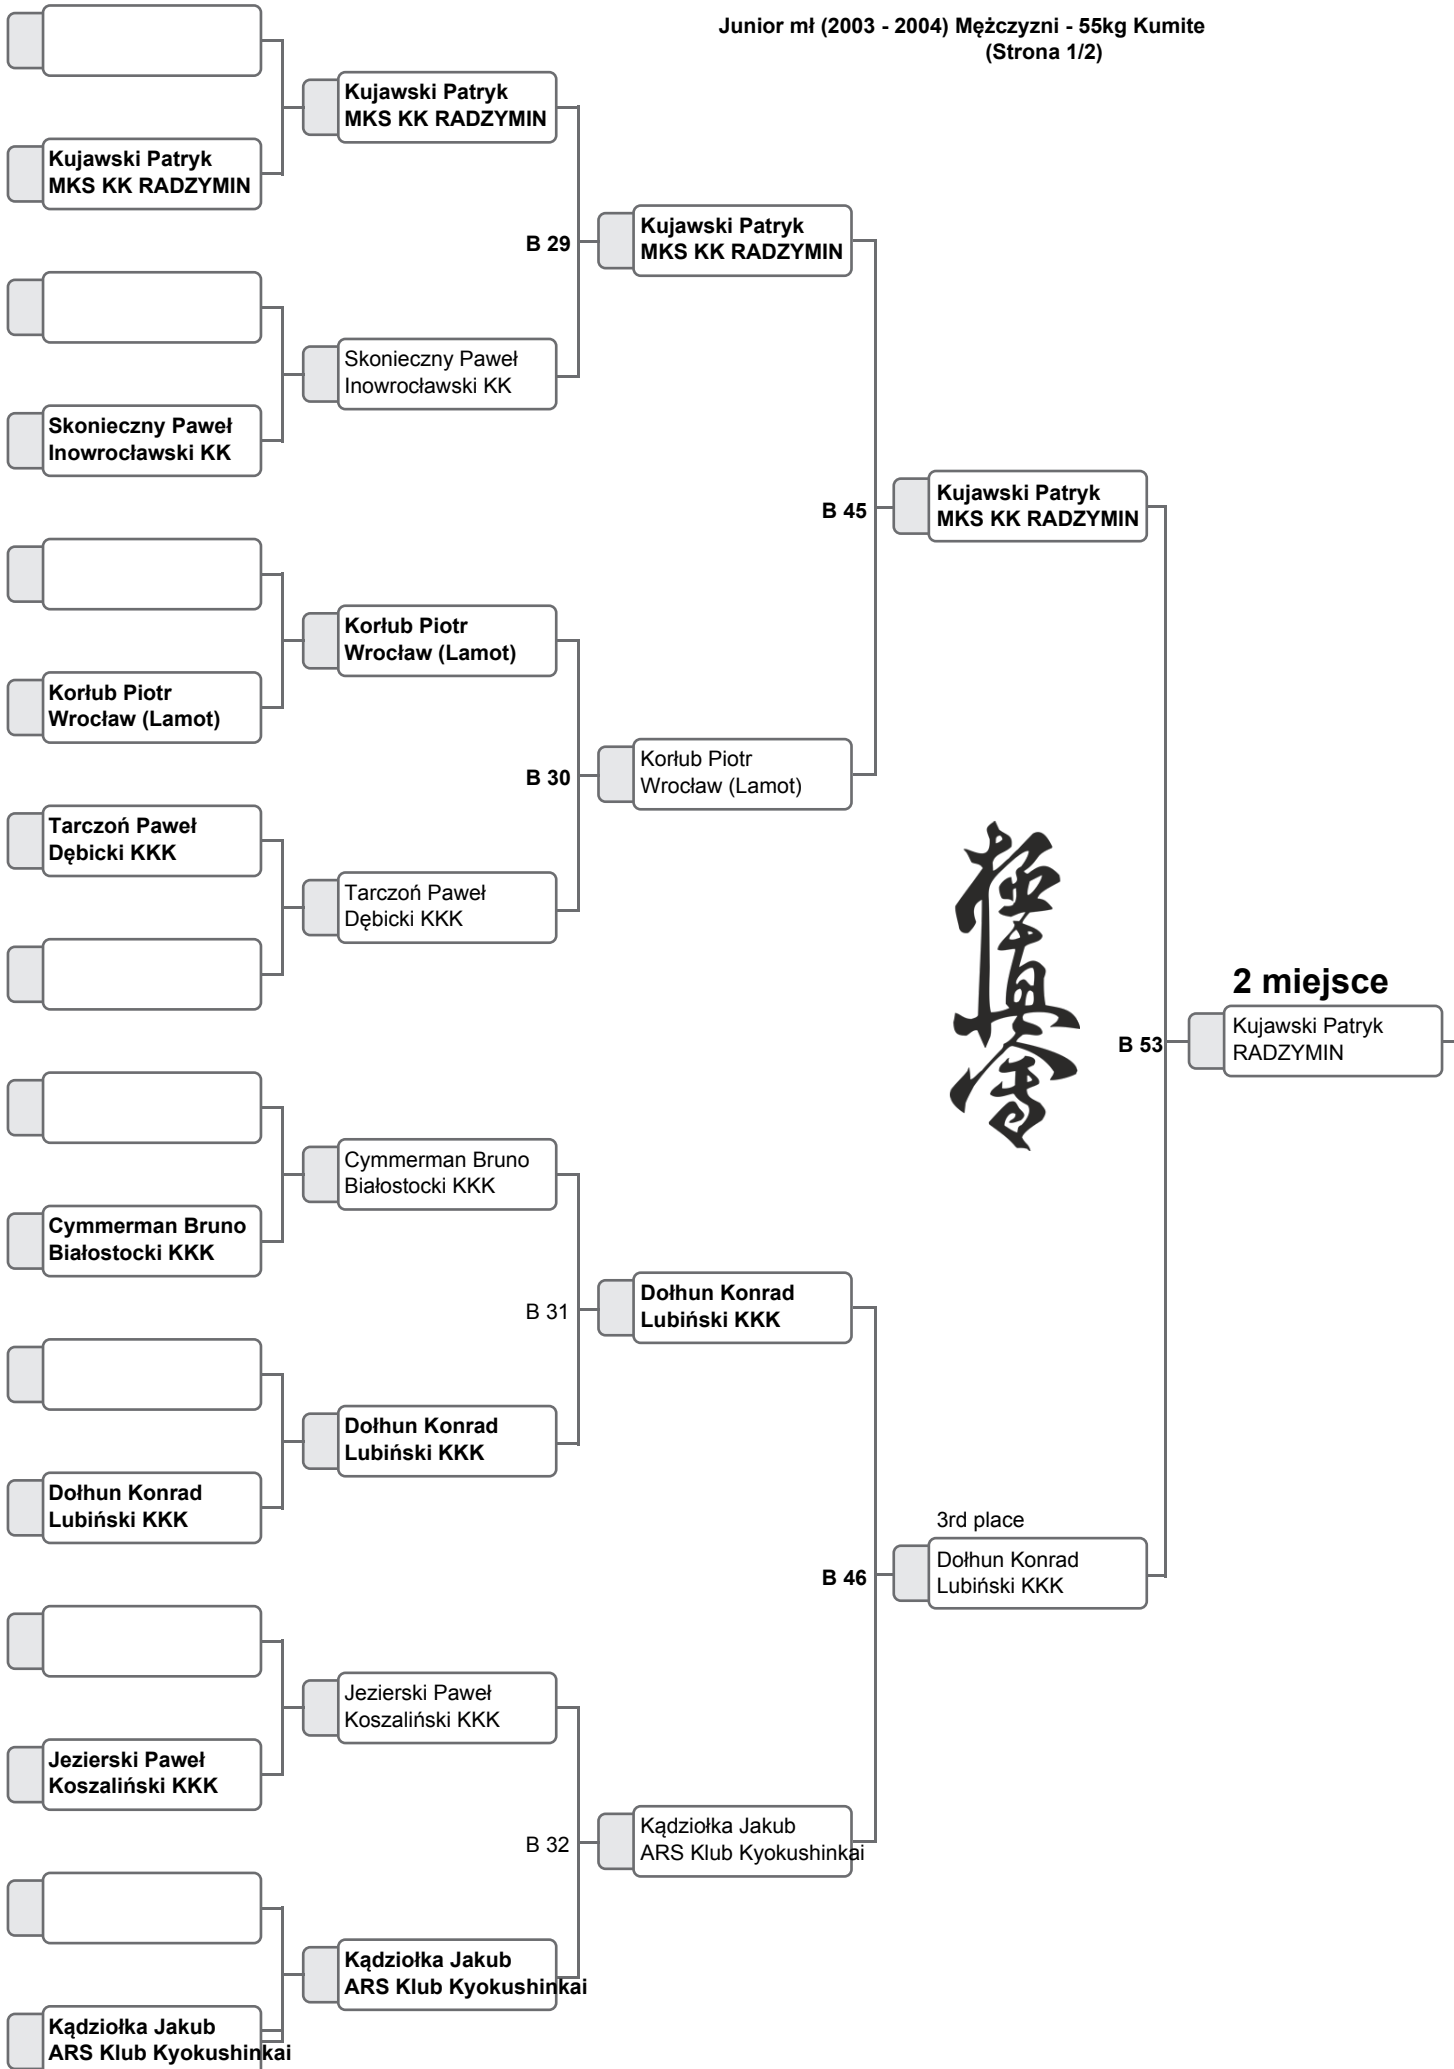 Junior mł (2003 - 2004) Mężczyzni - 55kg Kumite
(Strona 1/2)
Kujawski Patryk
MKS KK RADZYMIN
Skonieczny Paweł
Inowrocławski KK
Korłub Piotr
Wrocław (Lamot)
Tarczoń Paweł
Dębicki KKK
Cymmerman Bruno
Białostocki KKK
Dołhun Konrad
Lubiński KKK
Jezierski Paweł
Koszaliński KKK
Kądziołka Jakub
ARS Klub Kyokushinkai
Kujawski Patryk
MKS KK RADZYMIN
B 29
Skonieczny Paweł
Inowrocławski KK
Korłub Piotr
Wrocław (Lamot)
B 30
Tarczoń Paweł
Dębicki KKK
Cymmerman Bruno
Białostocki KKK
B 31
Dołhun Konrad
Lubiński KKK
Jezierski Paweł
Koszaliński KKK
B 32
Kądziołka Jakub
ARS Klub Kyokushinkai
Kujawski Patryk
MKS KK RADZYMIN
B 45
Korłub Piotr
Wrocław (Lamot)
Dołhun Konrad
Lubiński KKK
B 46
Kądziołka Jakub
ARS Klub Kyokushinkai
Kujawski Patryk
MKS KK RADZYMIN
極真會
B 53
3rd place
Dołhun Konrad
Lubiński KKK
2 miejsce
Kujawski Patryk
RADZYMIN